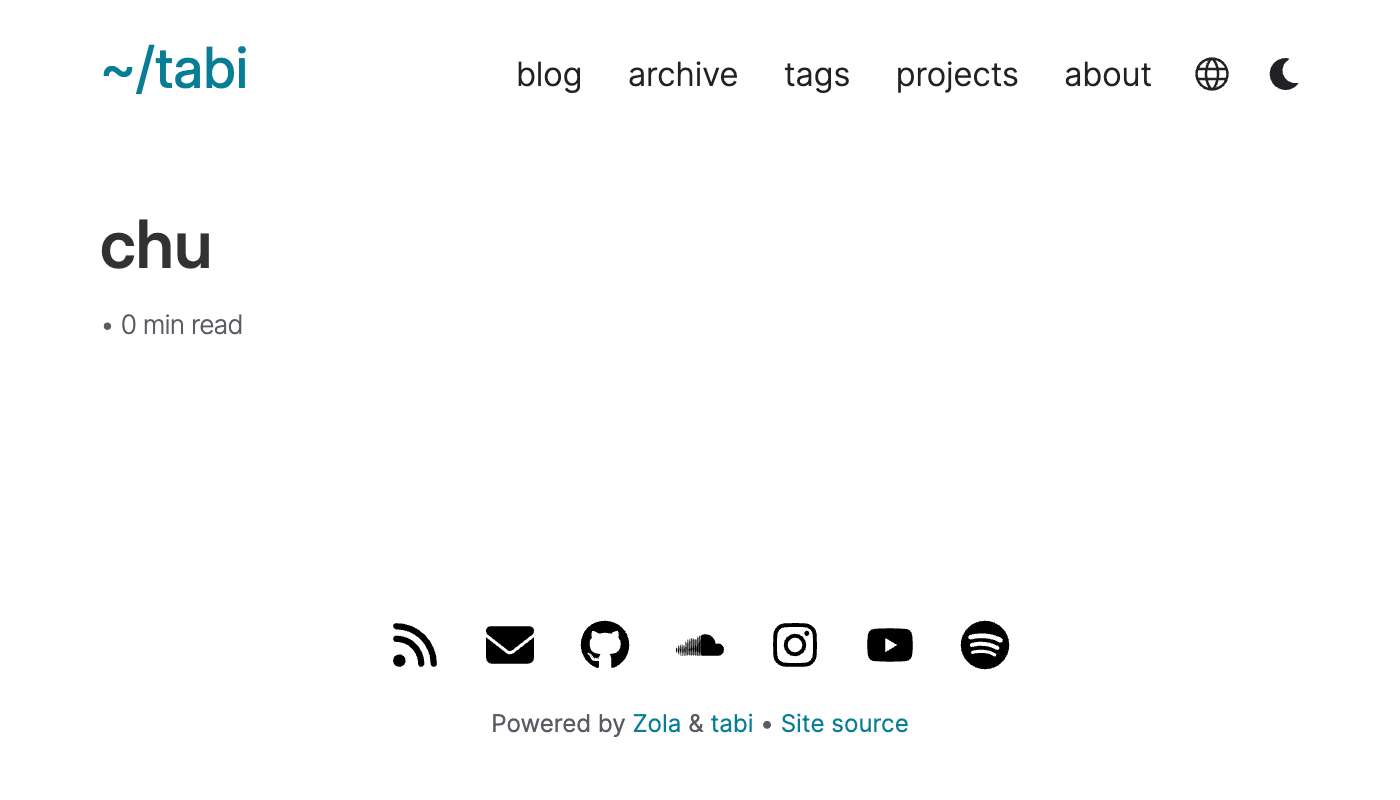 ~/tabi
blog archive tags projects about
chu
• 0 min read
Powered by Zola & tabi • Site source